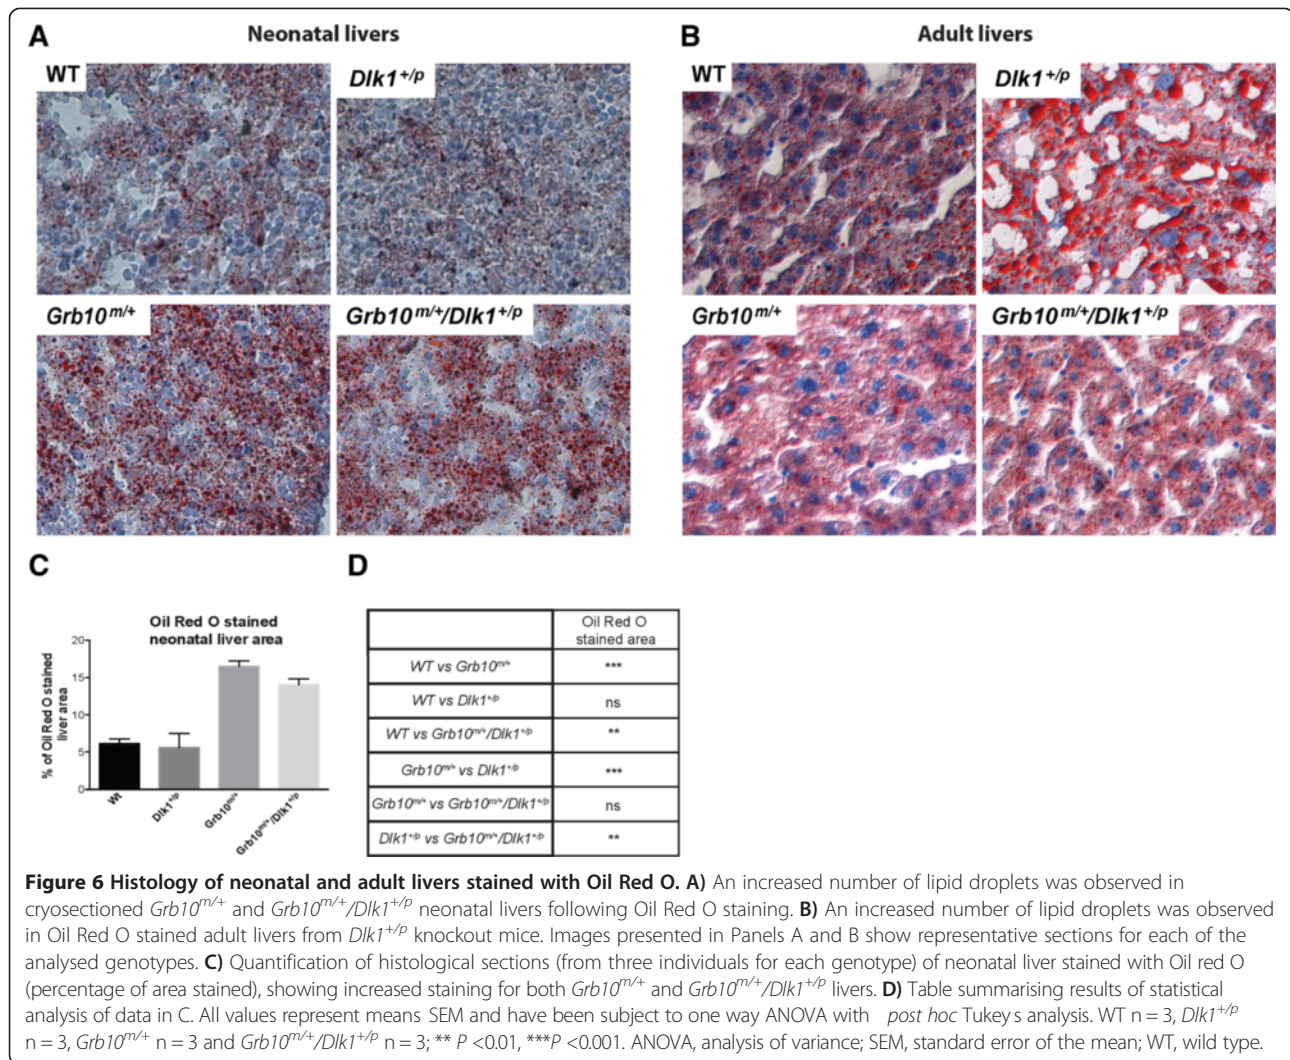 A
Neonatal livers
B
Adult livers
WT
Dlk1+/p
WT
Dlk1+/p
Grb10m/+
Grb10m/+/Dlk1+/p
Grb10m/+
Grb10m/+/Dlk1+/p
C
D
Oil Red O stained
neonatal liver area
% of Oil Red O stained
liver area
20
15
10
5
0
Wt
Dlk1+/p
Grb10m/+
Grb10m/+/Dlk1+/p
Oil Red O
stained area
WT vs Grb10m/+ ***
WT vs Dlk1+/p ns
WT vs Grb10m/+/Dlk1+/p **
Grb10m/+ vs Dlk1+/p ***
Grb10m/+ vs Grb10m/+/Dlk1+/p ns
Dlk1+/p vs Grb10m/+/Dlk1+/p **
Figure 6 Histology of neonatal and adult livers stained with Oil Red O. A) An increased number of lipid droplets was observed in
cryosectioned Grb10m/+ and Grb10m/+/Dlk1+/p neonatal livers following Oil Red O staining. B) An increased number of lipid droplets was observed
in Oil Red O stained adult livers from Dlk1+/p knockout mice. Images presented in Panels A and B show representative sections for each of the
analysed genotypes. C) Quantification of histological sections (from three individuals for each genotype) of neonatal liver stained with Oil red O
(percentage of area stained), showing increased staining for both Grb10m/+ and Grb10m/+/Dlk1+/p livers. D) Table summarising results of statistical
analysis of data in C. All values represent means SEM and have been subject to one way ANOVA with post hoc Tukey s analysis. WT n = 3, Dlk1+/p
n = 3, Grb10m/+ n = 3 and Grb10m/+/Dlk1+/p n = 3; ** P <0.01, ***P <0.001. ANOVA, analysis of variance; SEM, standard error of the mean; WT, wild type.